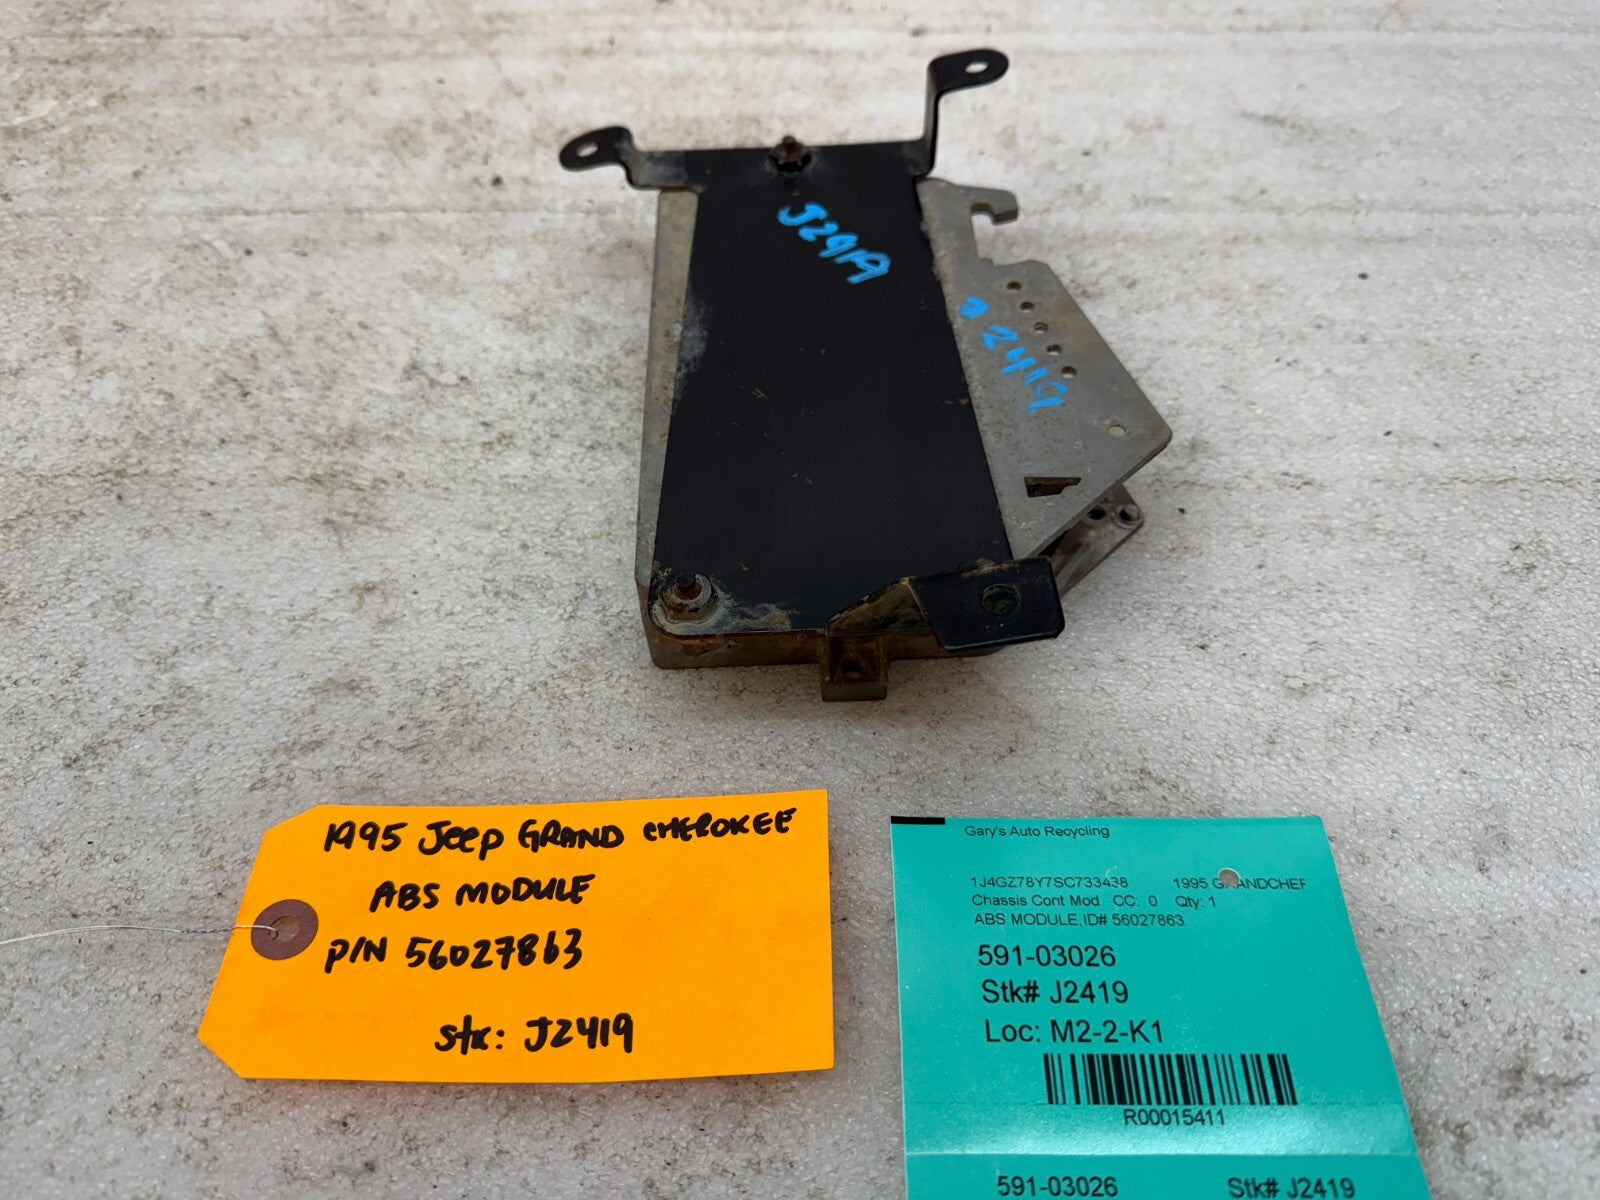 J2419
J2419
1995 Jeep GRAND CHEROKEE
ABS MODULE
P/N 56027863
stk: J2419
Gary's Auto Recycling
1J4GZ78Y7SC733438 1995 GRANDCHEF
Chassis Cont Mod CC: 0 Qty: 1
ABS MODULE,ID# 56027863
591-03026
Stk# J2419
Loc: M2-2-K1
R00015411
591-03026 Stk# J2419